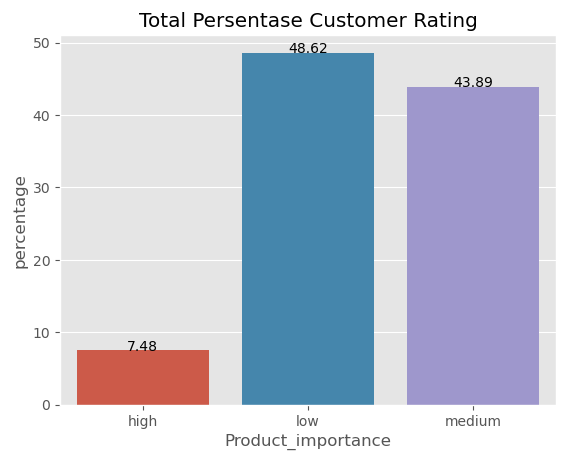 Total Persentase Customer Rating
50
40
30
20
10
0
percentage
7.48
48.62
43.89
high
low
medium
Product_importance